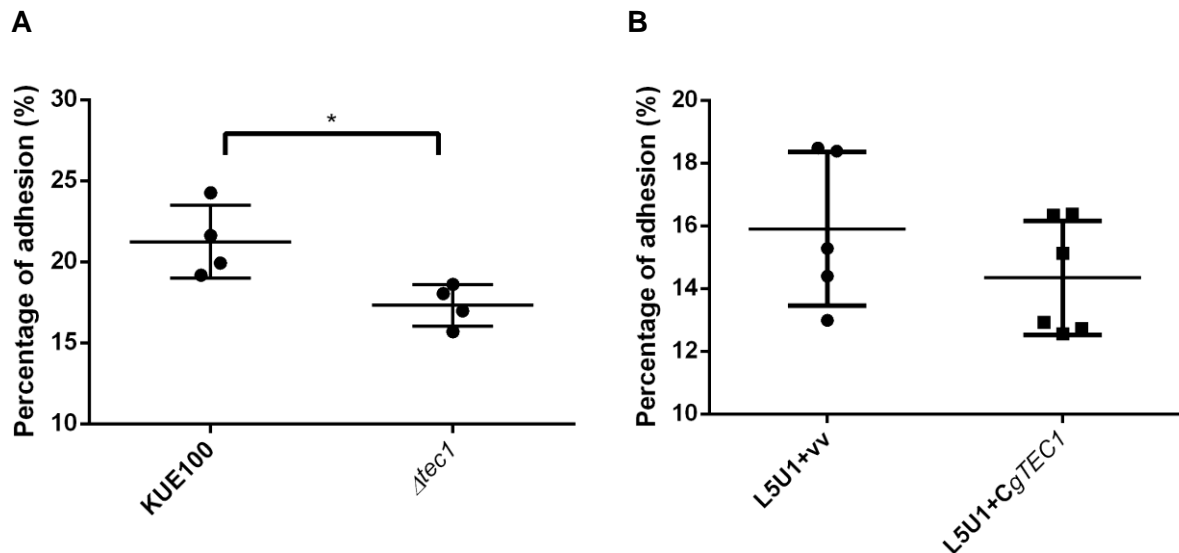 A
B
Percentage of adhesion (%)
30
25
20
15
10
*
KUE100
Δtec1
Percentage of adhesion (%)
20
18
16
14
12
10
L5U1+vv
L5U1+CgTEC1